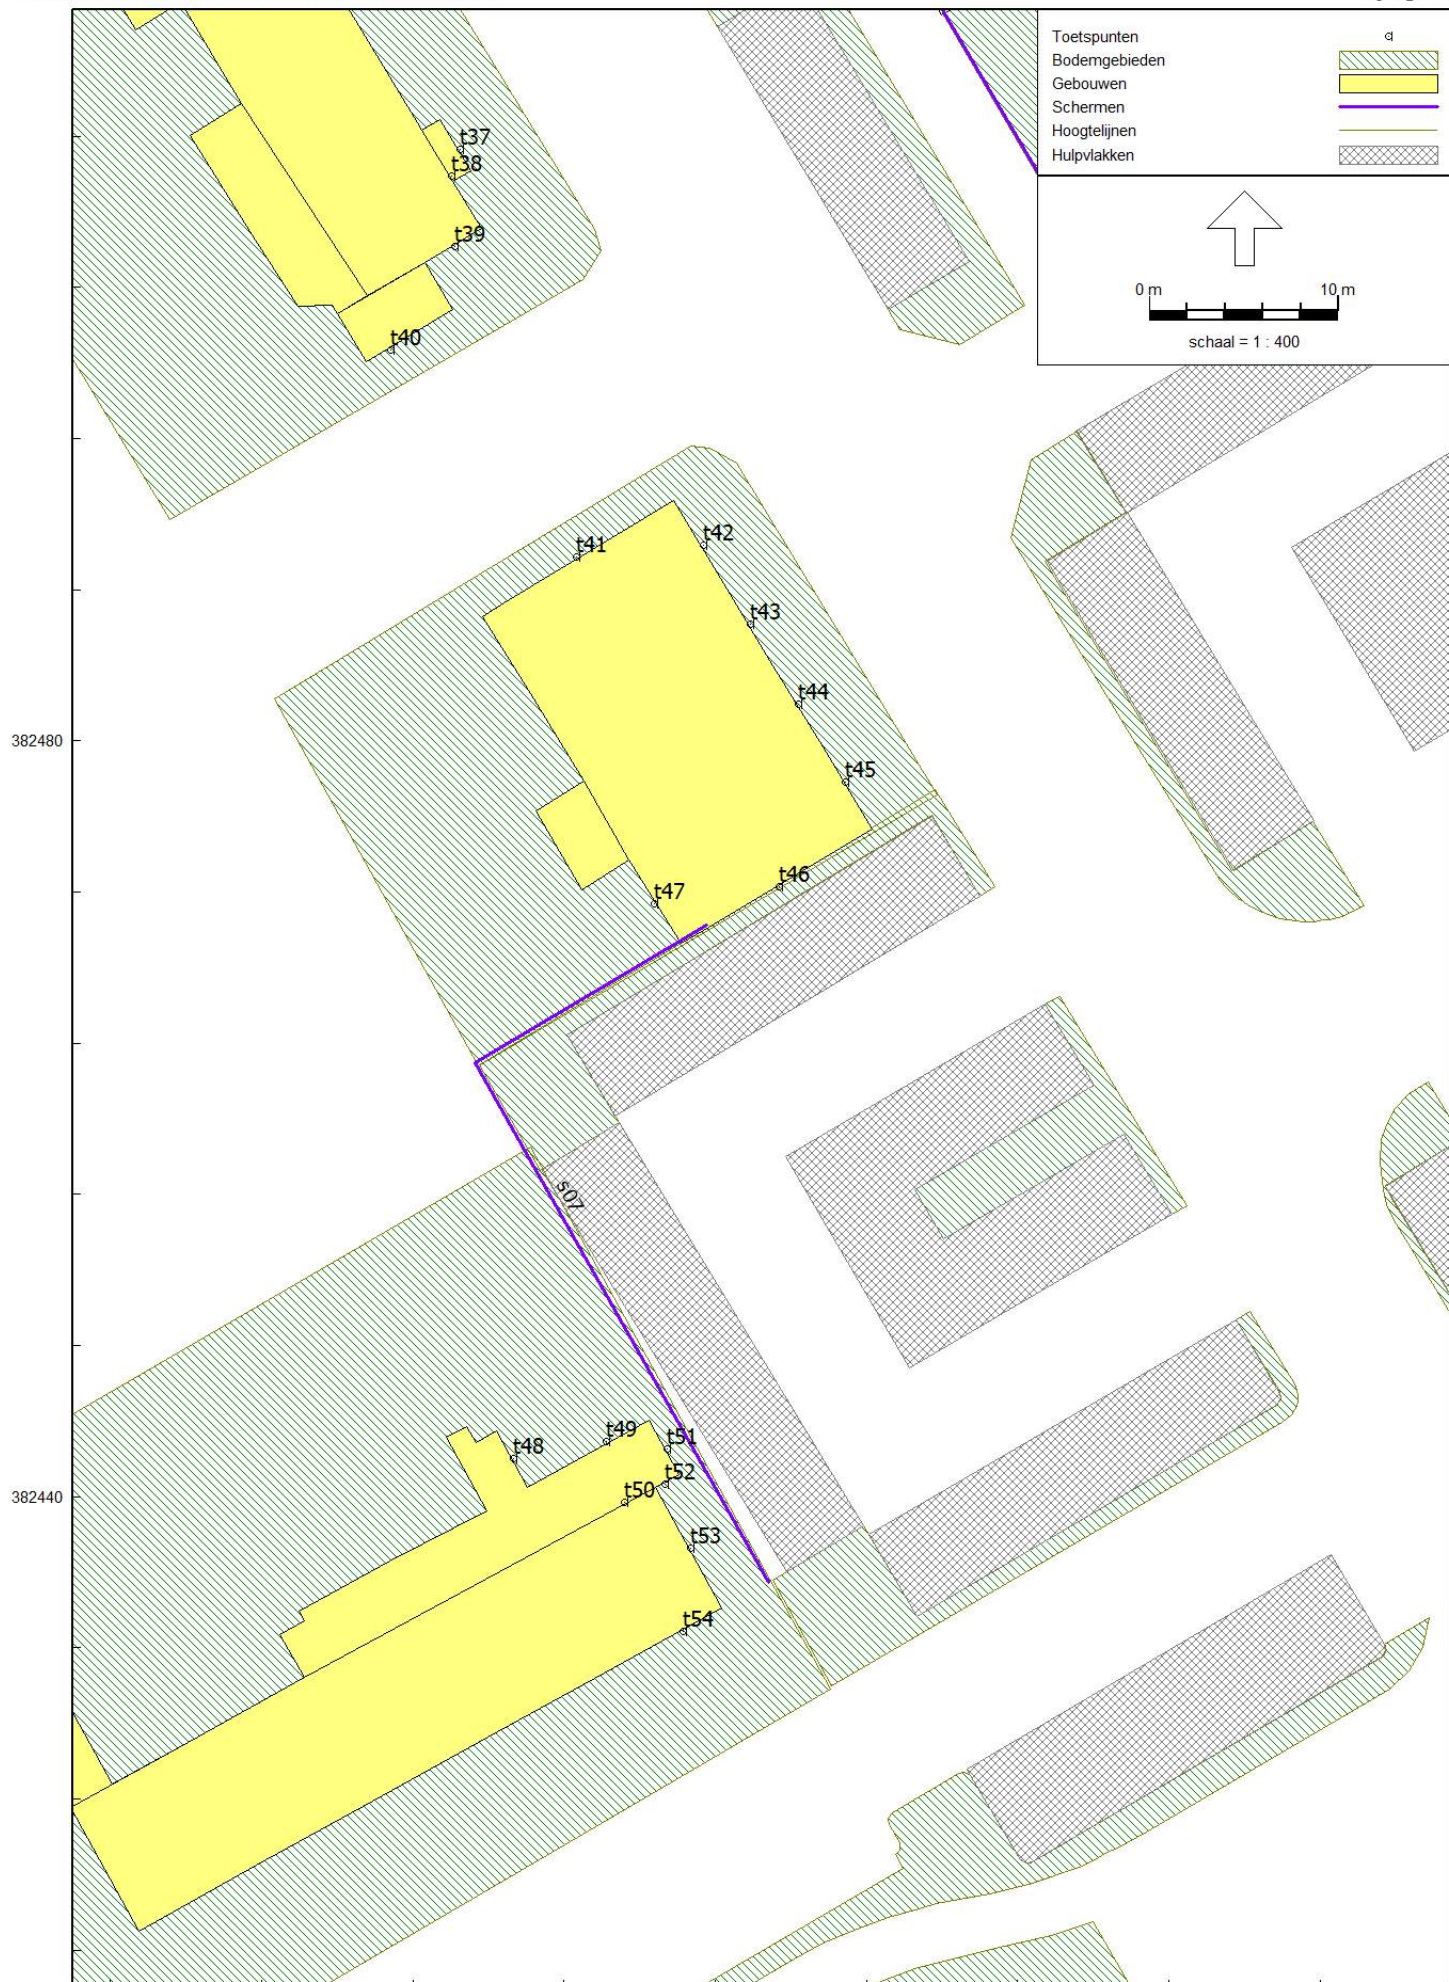 Toetspunten
Bodemgebieden
Gebouwen
Schermen
Hoogtelijnen
Hulpvlakken
0 m 10 m
schaal = 1 : 400
t37
t38
t39
t40
t41
t42
t43
t44
t45
t46
t47
382480
s07
t48
t49
t51
t52
t50
382440
t53
t54